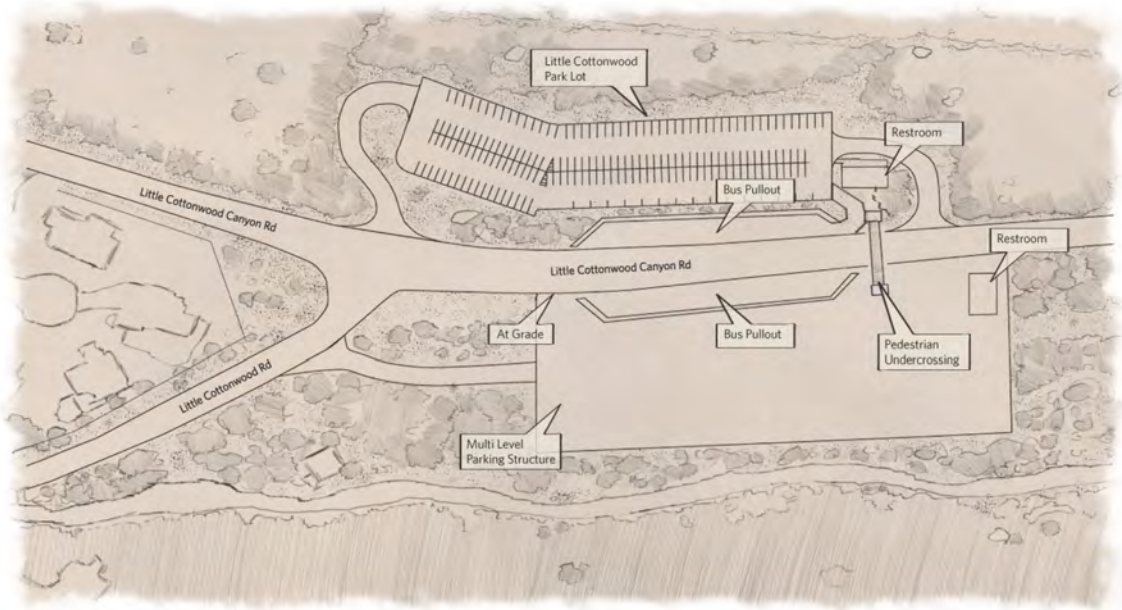 Little Cottonwood
Park Lot
Restroom
Bus Pullout
Little Cottonwood Canyon Rd
Restroom
Little Cottonwood Canyon Rd
At Grade
Bus Pullout
Pedestrian
Undercrossing
Little Cottonwood Rd
Multi Level
Parking Structure